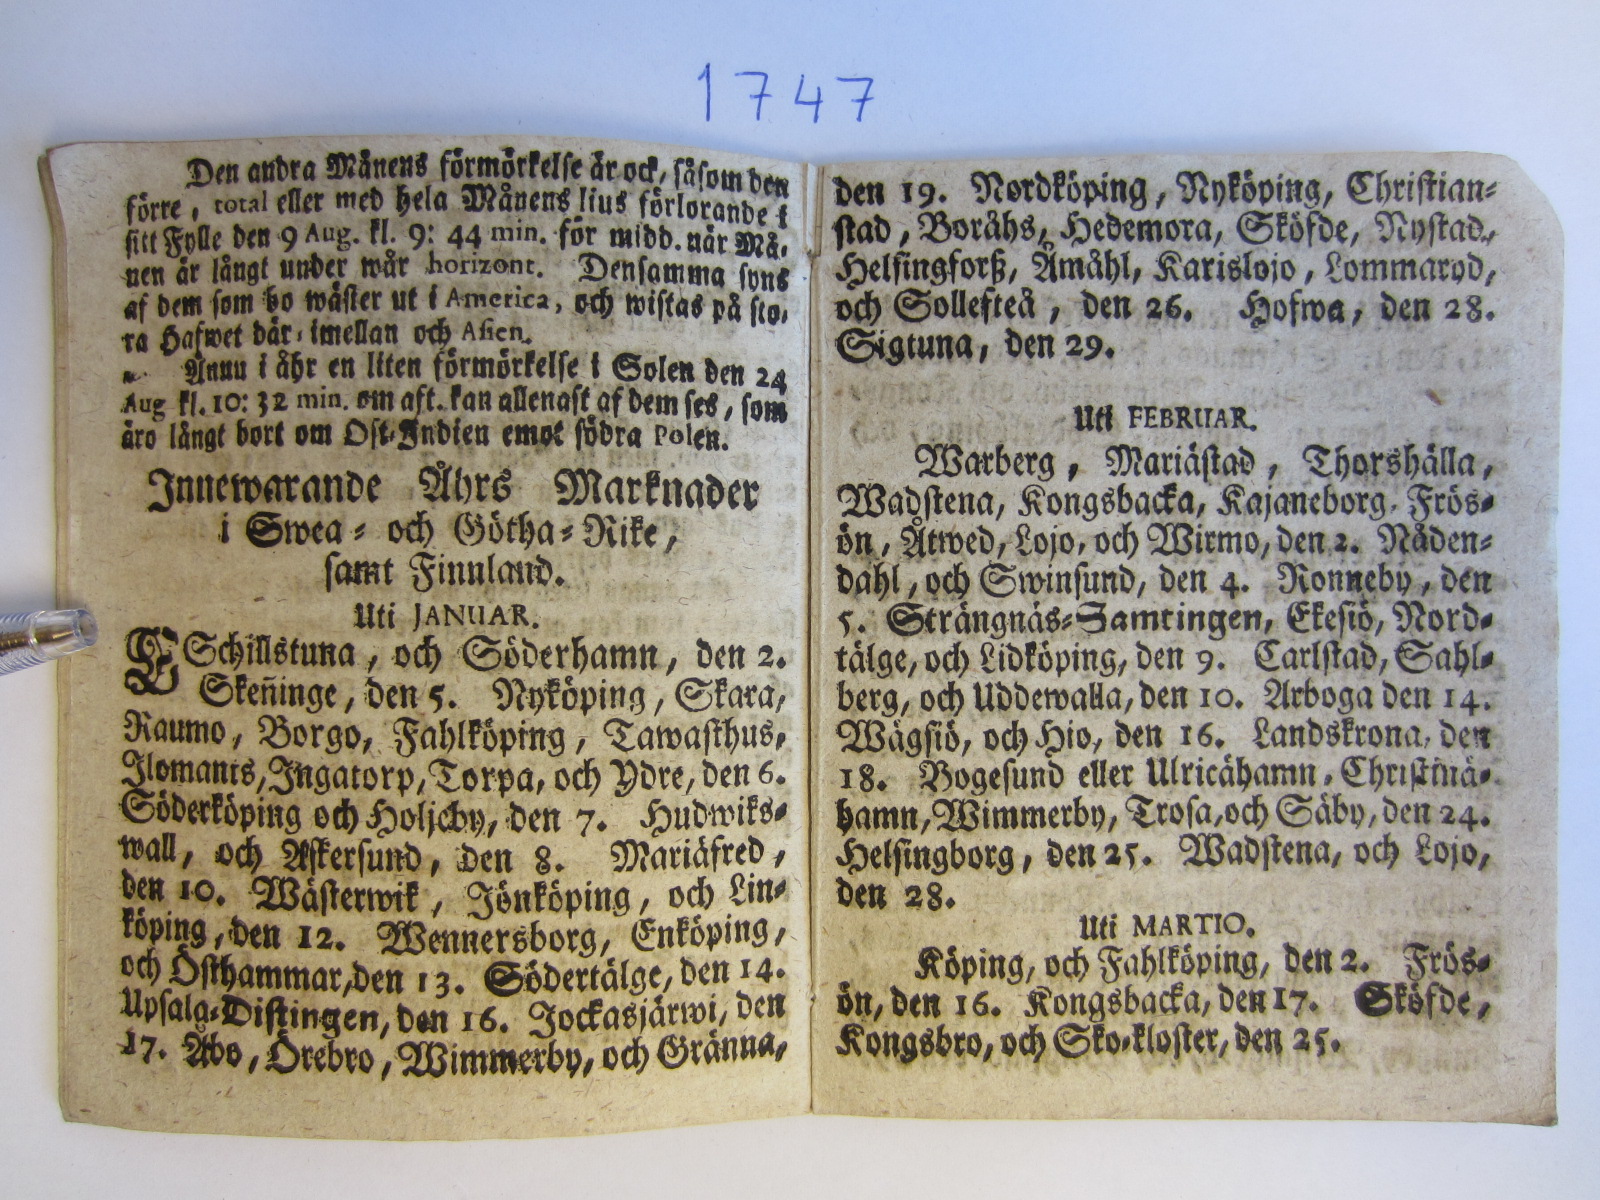 1747
Den andra Månens förmörkelse är ock, såsom den
förre, total eller med hela Månens lius förlorande i
sitt Fylle den 9 Aug. kl. 9: 44 min. för midd. när Må-
nen är långt under wår horizont. Densamma syns
af dem som bo wäster ut i America, och wistas på sto-
ra Hafwet där-imellan och Asien.
Ännu i åhr en liten förmörkelse i Solen den 24
Aug kl. 10: 32 min. om aft. kan allenast af dem ses, som
äro långt bort om Ost-Indien emot södra Polen.
Innewarande Åhrs Marknader
i Swea- och Götha-Rike,
samt Finnland.
Uti JANUAR.
ESchillstuna, och Söderhamn, den 2.
Skeñinge, den 5. Nyköping, Skara,
Raumo, Borgo, Fahlköping, Tawasthus,
Ilomants, Ingatorp, Torpa, och Ydre, den 6.
Söderköping och Holjeby, den 7. Hudwiks-
wall, och Askersund, den 8. Mariäfred,
den 10. Wästerwik, Jönköping, och Lin-
köping, den 12. Wennersborg, Enköping,
och Östhammar, den 13. Södertälge, den 14.
Upsala-Distingen, den 16. Jockasjärwi, den
17. Åbo, Örebro, Wimmerby, och Gränna,
den 19. Nordköping, Nyköping, Christian-
stad, Boråhs, Hedemora, Sköfde, Nystad,
Helsingforß, Åmåhl, Karislojo, Lommaryd,
och Sollefteå, den 26. Hofwa, den 28.
Sigtuna, den 29.
Uti FEBRUAR.
Warberg, Mariästad, Thorshälla,
Wadstena, Kongsbacka, Kajaneborg, Frös-
ön, Åtwed, Lojo, och Wirmo, den 2. Nåden-
dahl, och Swinsund, den 4. Ronneby, den
5. Strängnäs-Samtingen, Ekesiö, Nord-
tälge, och Lidköping, den 9. Carlstad, Sahl-
berg, och Uddewalla, den 10. Arboga den 14.
Wägsiö, och Hio, den 16. Landskrona, den
18. Bogesund eller Ulricähamn, Christinä-
hamn, Wimmerby, Trosa, och Säby, den 24.
Helsingborg, den 25. Wadstena, och Lojo,
den 28.
Uti MARTIO.
Köping, och Fahlköping, den 2. Frös-
ön, den 16. Kongsbacka, den 17. Sköfde,
Kongsbro, och Sko-kloster, den 25.